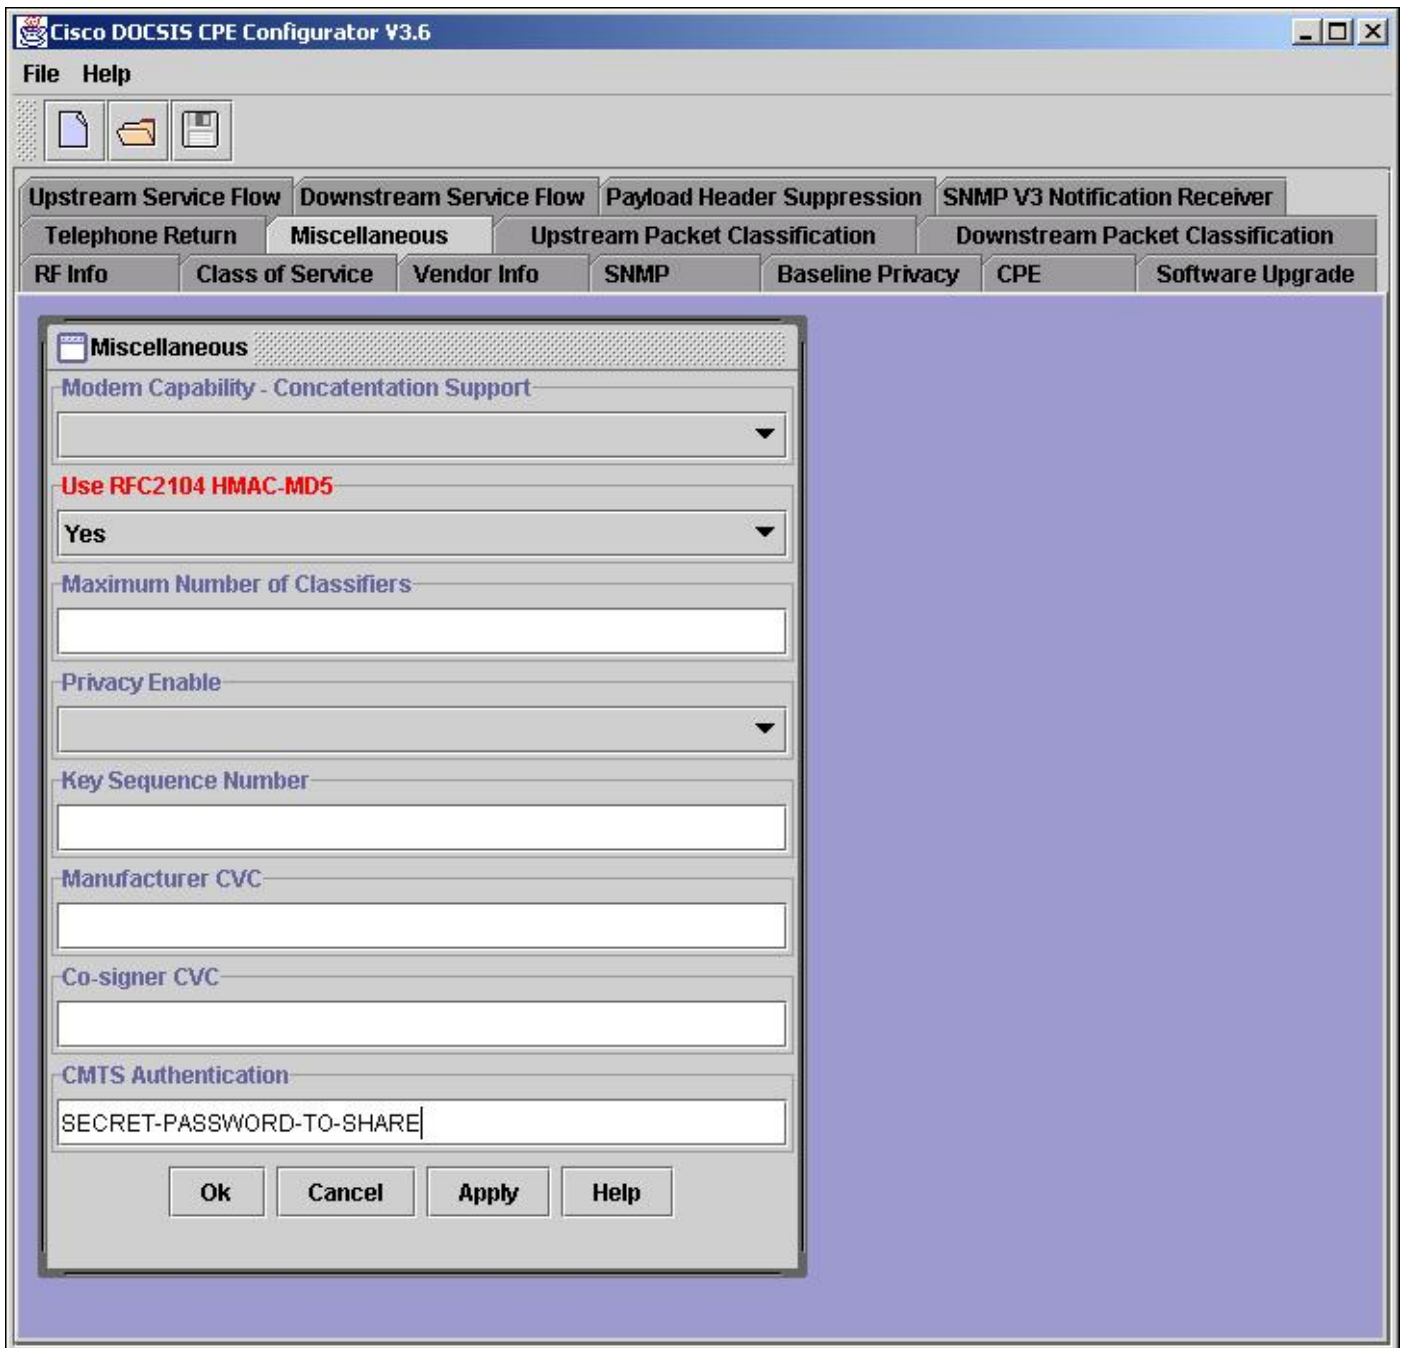 Cisco DOCSIS CPE Configurator V3.6
File Help
Upstream Service Flow Downstream Service Flow Payload Header Suppression SNMP V3 Notification Receiver
Telephone Return Miscellaneous Upstream Packet Classification Downstream Packet Classification
RF Info Class of Service Vendor Info SNMP Baseline Privacy CPE Software Upgrade
Miscellaneous
Modem Capability - Concatentation Support
Use RFC2104 HMAC-MD5
Yes
Maximum Number of Classifiers
Privacy Enable
Key Sequence Number
Manufacturer CVC
Co-signer CVC
CMTS Authentication
SECRET-PASSWORD-TO-SHARE
Ok Cancel Apply Help